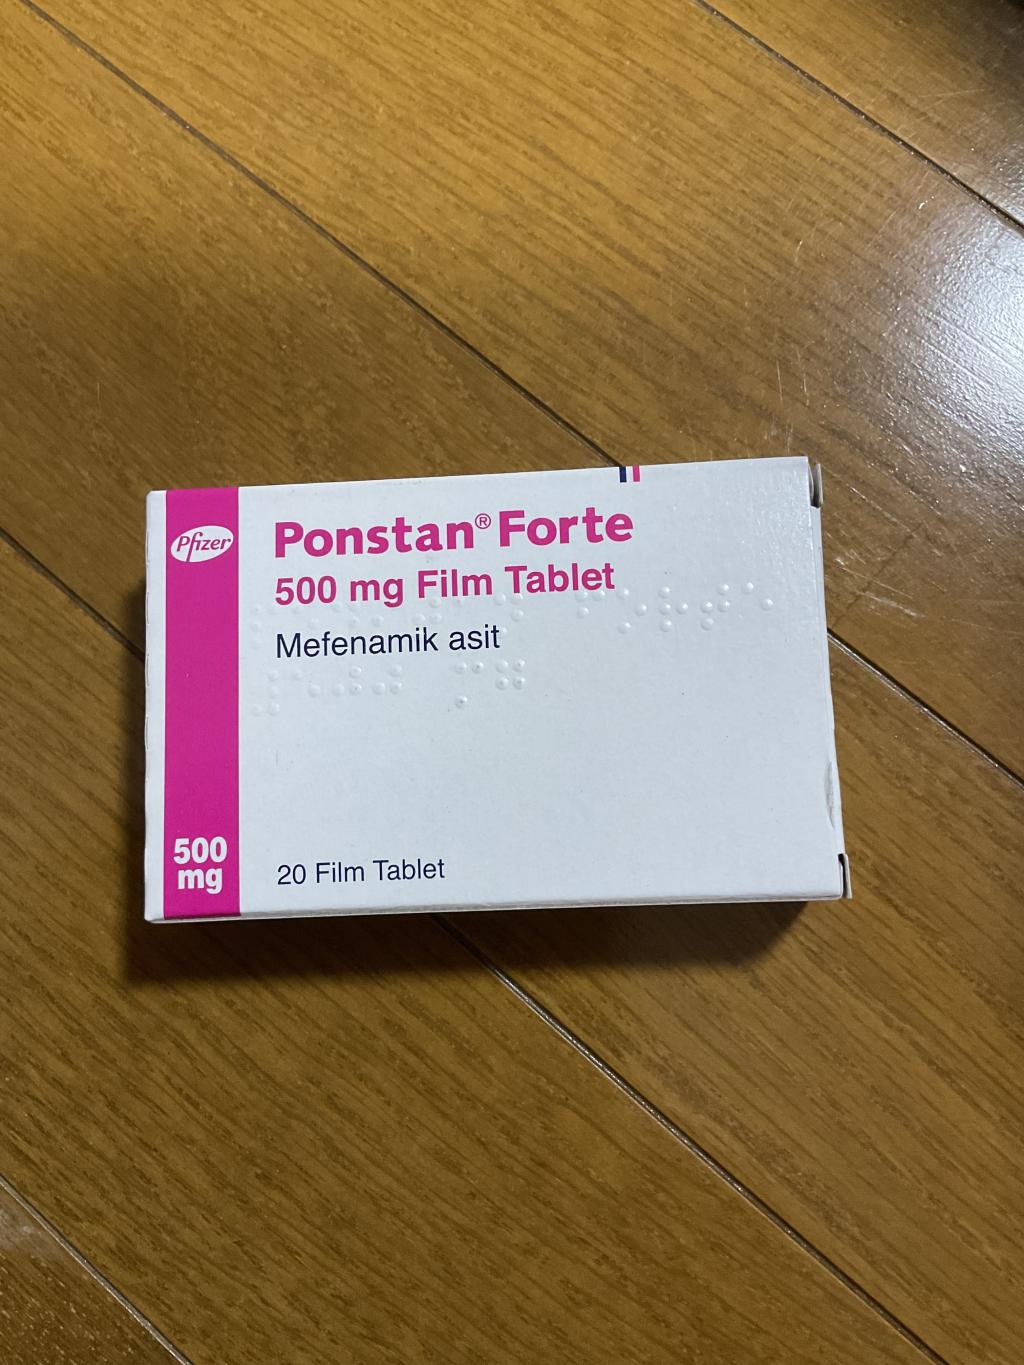 Pfizer
Ponstan® Forte
500 mg Film Tablet
Mefenamik asit
500
mg
20 Film Tablet